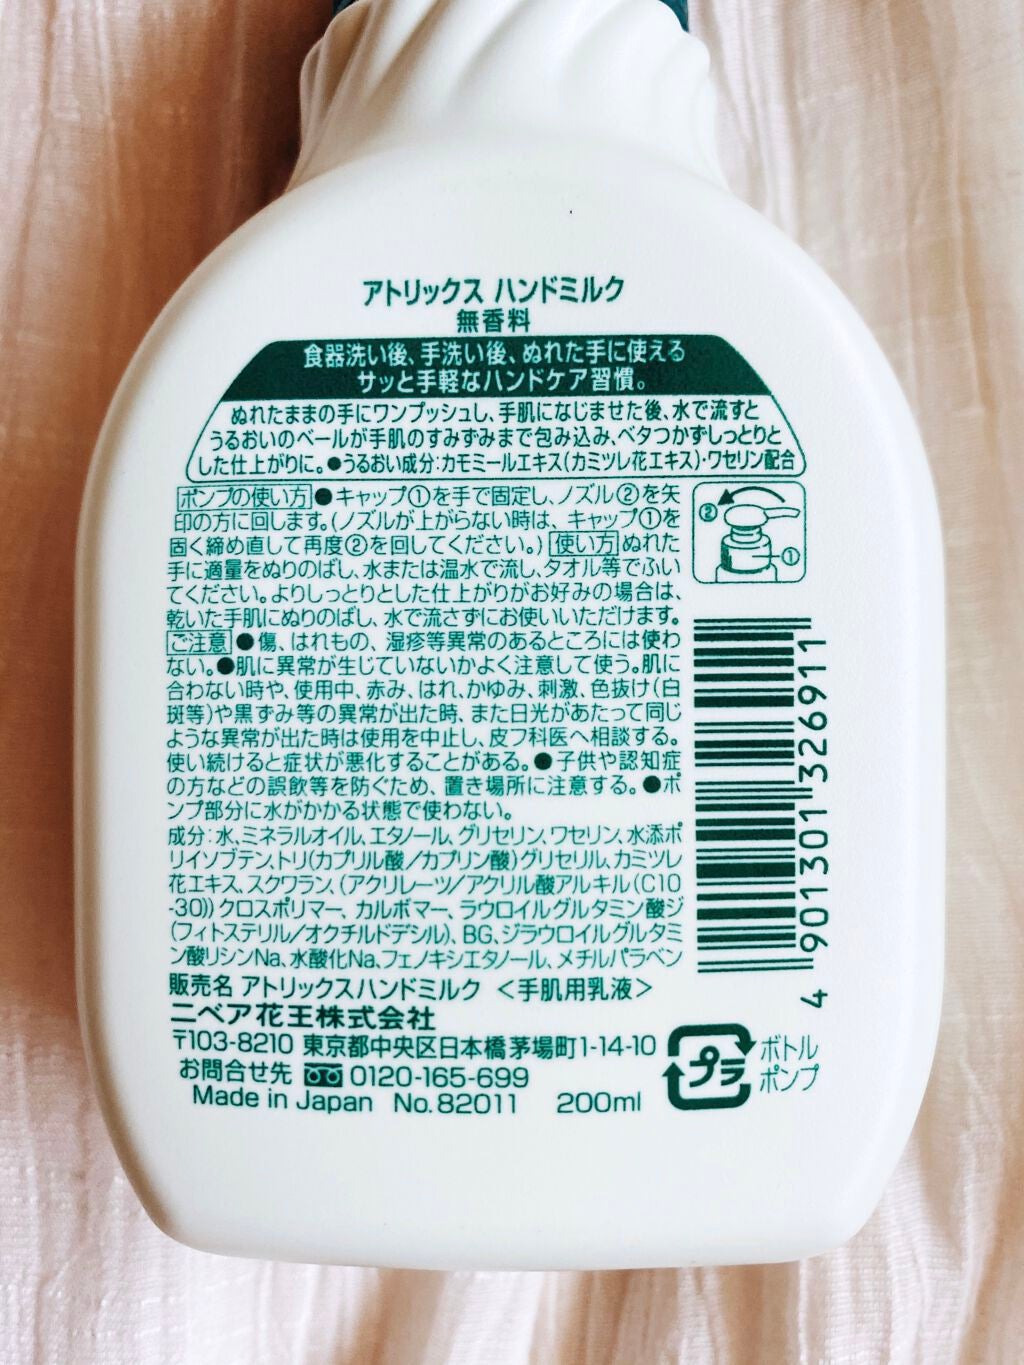 アトリックス ハンドミルク
無香料
食器洗い後、手洗い後、ぬれた手に使える
サッと手軽なハンドケア習慣。
ぬれたままの手にワンプッシュし、手肌になじませた後、水で流すと
うるおいのベールが手肌のすみずみまで包み込み、ベタつかずしっとりと
した仕上がりに。●うるおい成分:カモミールエキス(カミツレ花エキス)・ワセリン配合
ポンプの使い方 ●キャップ①を手で固定し、ノズル②を矢
印の方に回します。(ノズルが上がらない時は、キャップ①を
固く締め直して再度②を回してください。) 使い方 ぬれた
手に適量をぬりのばし、水または温水で流し、タオル等でふい
てください。よりしっとりとした仕上がりがお好みの場合は、
乾いた手肌にぬりのばし、水で流さずにお使いいただけます。
ご注意 ●傷、はれもの、湿疹等異常のあるところには使わ
ない。●肌に異常が生じていないかよく注意して使う。肌に
合わない時や、使用中、赤み、はれ、かゆみ、刺激、色抜け(白
斑等)や黒ずみ等の異常が出た時、また日光があたって同じ
ような異常が出た時は使用を中止し、皮フ科医へ相談する。
使い続けると症状が悪化することがある。●子供や認知症
の方などの誤飲等を防ぐため、置き場所に注意する。●ポ
ンプ部分に水がかかる状態で使わない。
成分:水、ミネラルオイル、エタノール、グリセリン、ワセリン、水添ポ
リイソブテン、トリ(カプリル酸/カプリン酸)グリセリル、カミツレ
花エキス、スクワラン、(アクリレーツ/アクリル酸アルキル(C10
-30))クロスポリマー、カルボマー、ラウロイルグルタミン酸ジ
(フィトステリル/オクチルドデシル)、BG、ジラウロイルグルタミ
ン酸リシンNa、水酸化Na、フェノキシエタノール、メチルパラベン
販売名 アトリックスハンドミルク <手肌用乳液>
ニベア花王株式会社
〒103-8210 東京都中央区日本橋茅場町1-14-10
お問合せ先 0120-165-699
Made in Japan No.82011 200ml
②
①
4 901301 326911
プラ
ボトル
ポンプ